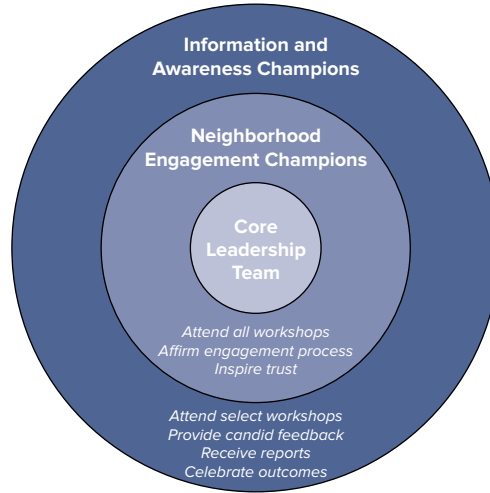 Information and
Awareness Champions
Neighborhood
Engagement Champions
Core
Leadership
Team
Attend all workshops
Affirm engagement process
Inspire trust
Attend select workshops
Provide candid feedback
Receive reports
Celebrate outcomes